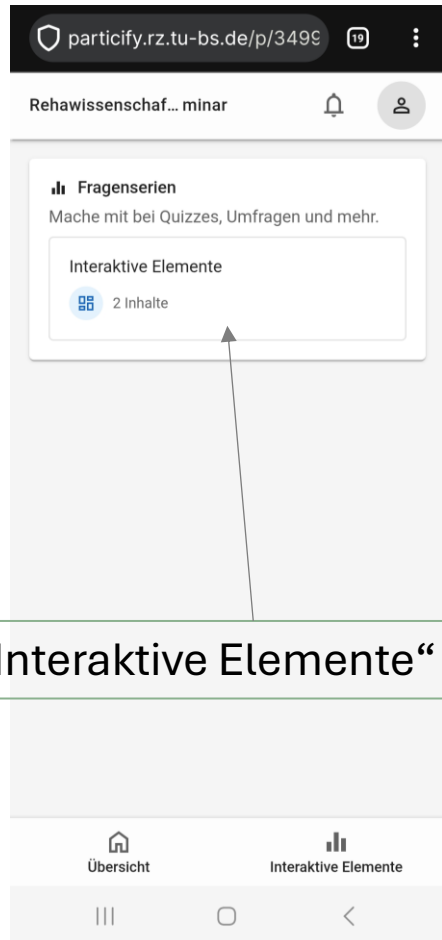 particify.rz.tu-bs.de/p/3499
19
Rehawissenschaf... minar
Fragenserien
Mache mit bei Quizzes, Umfragen und mehr.
Interaktive Elemente
2 Inhalte
Interaktive Elemente“
Übersicht
Interaktive Elemente